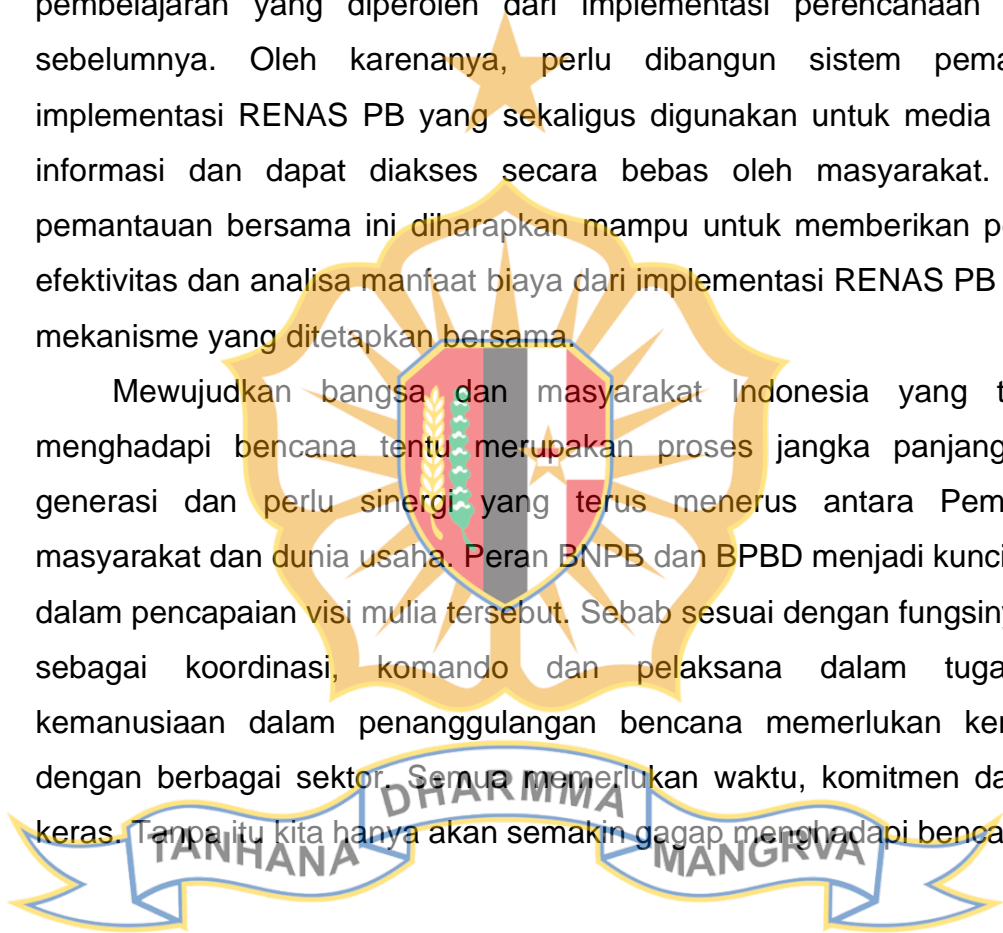 pembelajaran yang diperoleh dari implementasi perencanaan
sebelumnya. Oleh karenanya, perlu dibangun sistem pema
implementasi RENAS PB yang sekaligus digunakan untuk media
informasi dan dapat diakses secara bebas oleh masyarakat.
pemantauan bersama ini diharapkan mampu untuk memberikan pe
efektivitas dan analisa manfaat biaya dari implementasi RENAS PB
mekanisme yang ditetapkan bersama.
Mewujudkan bangsa dan masyarakat Indonesia yang t
menghadapi bencana tentu merupakan proses jangka panjang
generasi dan perlu sinergi yang terus menerus antara Pem
masyarakat dan dunia usaha. Peran BNPB dan BPBD menjadi kunci
dalam pencapaian visi mulia tersebut. Sebab sesuai dengan fungsiny
sebagai koordinasi, komando dan pelaksana dalam tuga
kemanusiaan dalam penanggulangan bencana memerlukan ker
dengan berbagai sektor. Semua memerlukan waktu, komitmen da
keras. Tanpa itu kita hanya akan semakin gagap menghadapi benca
TANHANA DHARMMA MANGRVA